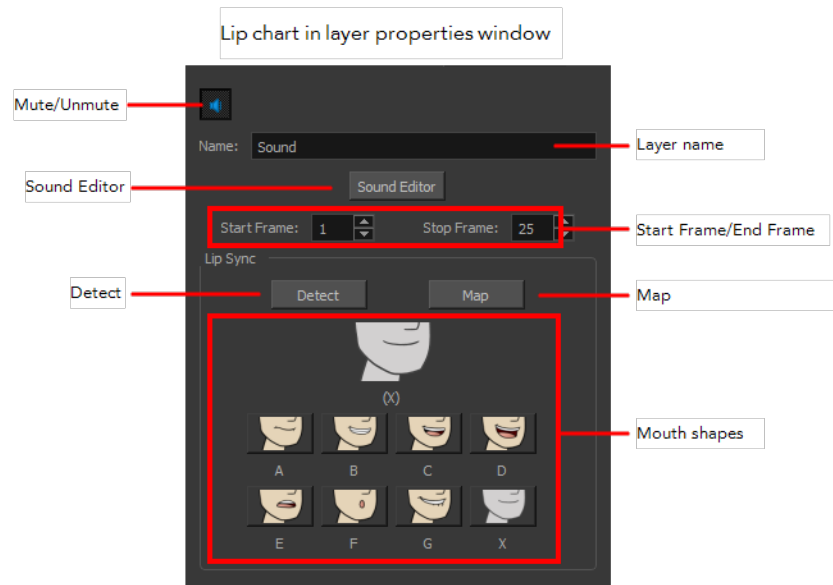 Lip chart in layer properties window
Mute/Unmute
Name: Sound
Layer name
Sound Editor
Sound Editor
Start Frame: 1 Stop Frame: 25
Start Frame/End Frame
Lip Sync
Detect
Detect Map
Map
(X)
Mouth shapes
A B C D
E F G X